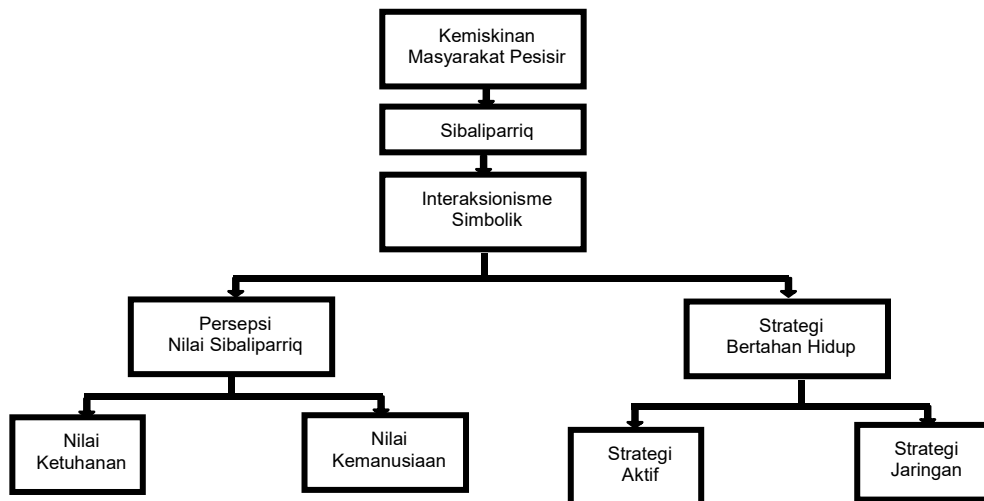 Kemiskinan
Masyarakat Pesisir
Sibaliparriq
Interaksionisme
Simbolik
Persepsi
Nilai Sibaliparriq
Strategi
Bertahan Hidup
Nilai
Ketuhanan
Nilai
Kemanusiaan
Strategi
Aktif
Strategi
Jaringan